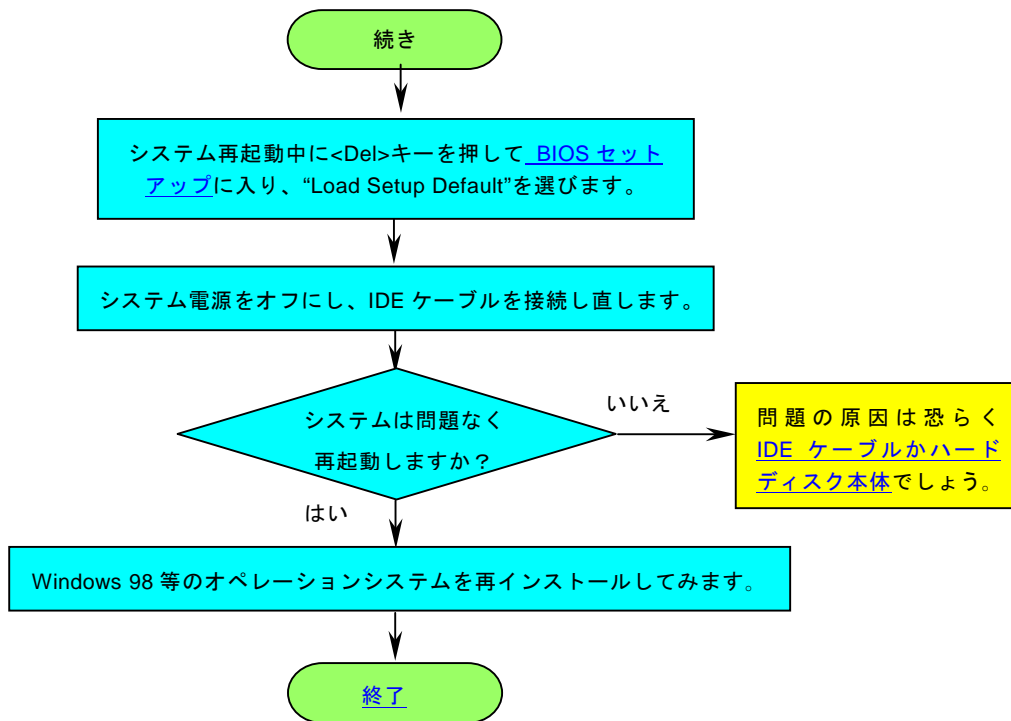 続き
システム再起動中に<Del>キーを押して BIOS セット
アップに入り、“Load Setup Default”を選びます。
システム電源をオフにし、IDE ケーブルを接続し直します。
システムは問題なく
再起動しますか？
いいえ
問題の原因は恐らく
IDE ケーブルかハード
ディスク本体でしょう。
はい
Windows 98 等のオペレーションシステムを再インストールしてみます。
終了